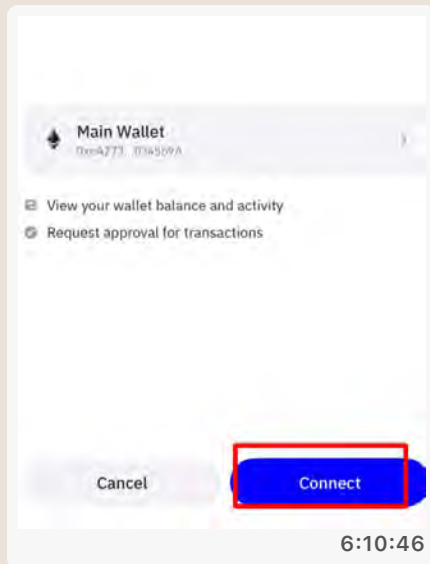 Main Wallet
View your wallet balance and activity
Request approval for transactions
Cancel
Connect
6:10:46